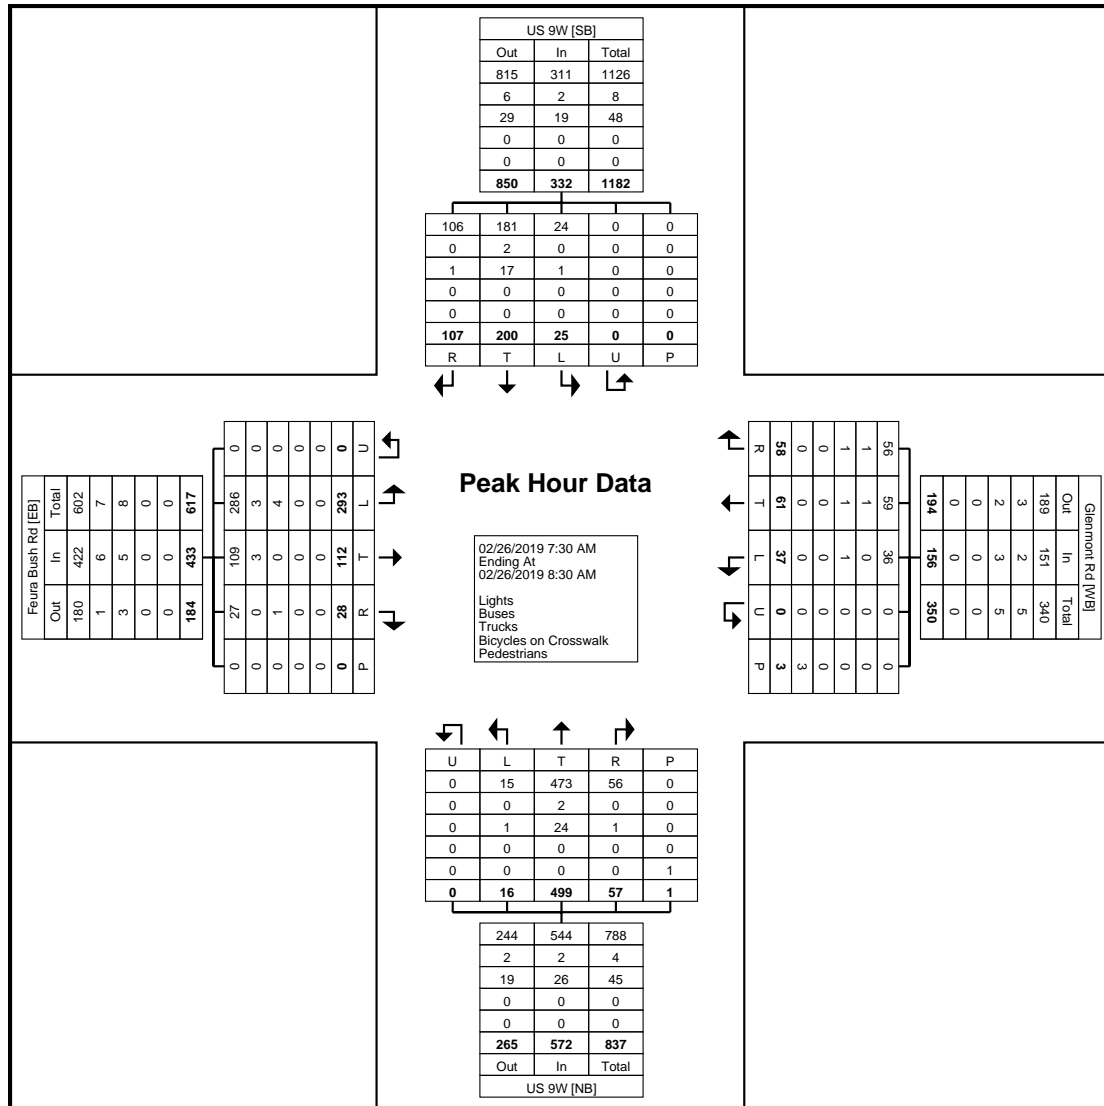 US 9W [SB]
Out In Total
815 311 1126
6 2 8
29 19 48
0 0 0
0 0 0
850 332 1182
106 181 24 0 0
0 2 0 0 0
1 17 1 0 0
0 0 0 0 0
0 0 0 0 0
107 200 25 0 0
R T L U P
Feura Bush Rd [EB]
Total In Out
602 422 180
7 6 1
8 5 3
0 0 0
0 0 0
617 433 184
0 286 109 27 0
0 3 3 0 0
0 4 0 1 0
0 0 0 0 0
0 0 0 0 0
0 293 112 28 0
U L T R P
Peak Hour Data
02/26/2019 7:30 AM
Ending At
02/26/2019 8:30 AM
Lights
Buses
Trucks
Bicycles on Crosswalk
Pedestrians
Glenmont Rd [WB]
Out In Total
189 151 340
3 2 5
2 3 5
0 0 0
0 0 0
194 156 350
56 59 36 0 0
1 1 0 0 0
1 1 1 0 0
0 0 0 0 0
0 0 0 0 3
58 61 37 0 3
R T L U P
U L T R P
0 15 473 56 0
0 0 2 0 0
0 1 24 1 0
0 0 0 0 0
0 0 0 0 1
0 16 499 57 1
244 544 788
2 2 4
19 26 45
0 0 0
0 0 0
265 572 837
Out In Total
US 9W [NB]